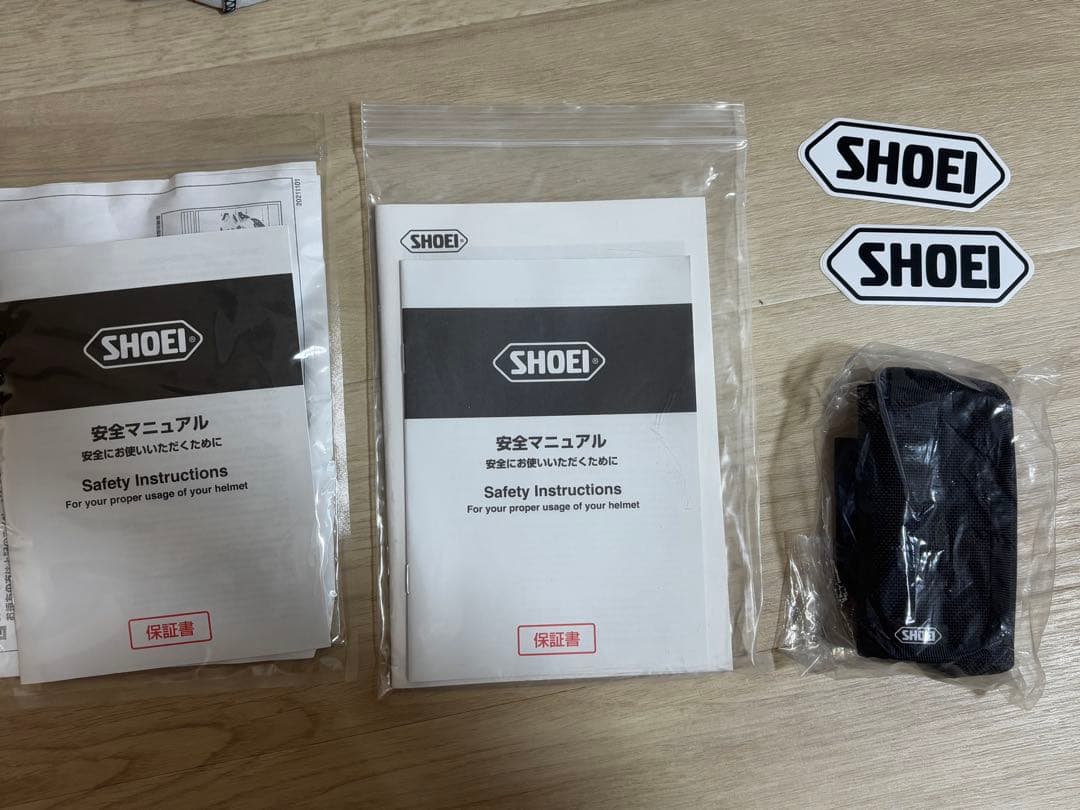 20211101
SHOEI
安全マニュアル
安全にお使いいただくために
Safety Instructions
For your proper usage of your helmet
保証書
SHOEI
SHOEI
安全マニュアル
安全にお使いいただくために
Safety Instructions
For your proper usage of your helmet
保証書
SHOEI
SHOEI
SHOEI